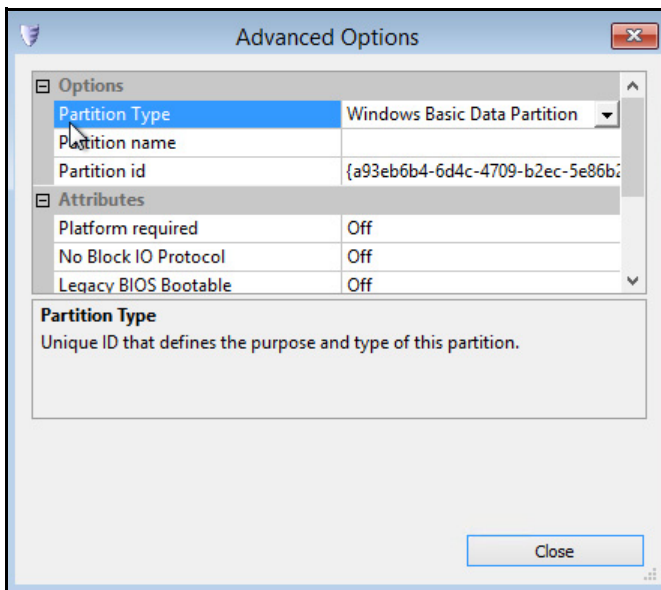 Advanced Options
Options
Partition Type Windows Basic Data Partition
Partition name
Partition id {a93eb6b4-6d4c-4709-b2ec-5e86b2
Attributes
Platform required Off
No Block IO Protocol Off
Legacy BIOS Bootable Off
Partition Type
Unique ID that defines the purpose and type of this partition.
Close